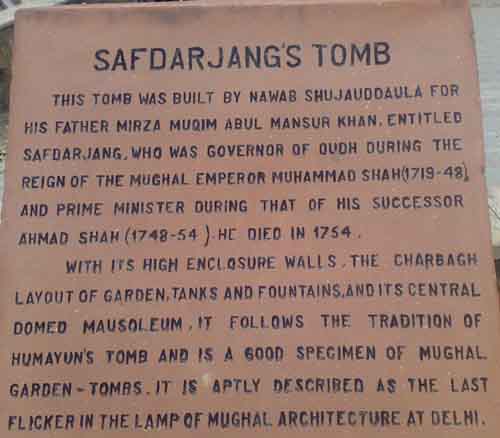 SAFDARJANG'S TOMB
THIS TOMB WAS BUILT BY NAWAB SHUJAUDDAULA FOR
HIS FATHER MIRZA MUQIM ABUL MANSUR KHAN, ENTITLED
SAFDARJANG, WHO WAS GOVERNOR OF OUDH DURING THE
REIGN OF THE MUGHAL EMPEROR MUHAMMAD SHAH(1719-48),
AND PRIME MINISTER DURING THAT OF HIS SUCCESSOR
AHMAD SHAH (1748-54). HE DIED IN 1754.
WITH ITS HIGH ENCLOSURE WALLS, THE CHARBAGH
LAYOUT OF GARDEN, TANKS AND FOUNTAINS, AND ITS CENTRAL
DOMED MAUSOLEUM, IT FOLLOWS THE TRADITION OF
HUMAYUN'S TOMB AND IS A GOOD SPECIMEN OF MUGHAL
GARDEN-TOMBS. IT IS APTLY DESCRIBED AS THE LAST
FLICKER IN THE LAMP OF MUGHAL ARCHITECTURE AT DELHI.